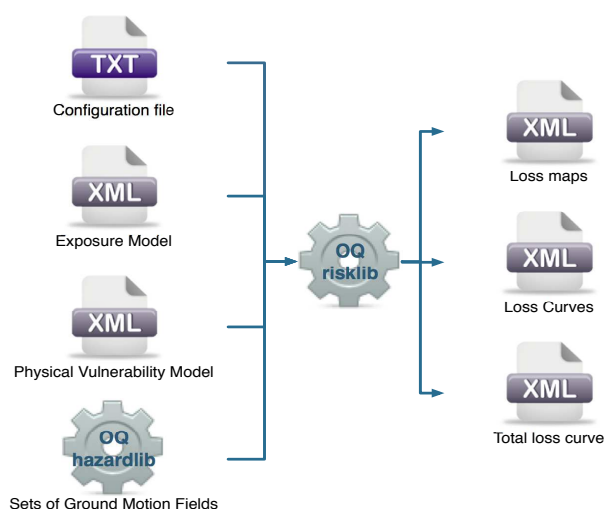 TXT
Configuration file
XML
Exposure Model
XML
Physical Vulnerability Model
OQ
hazardlib
Sets of Ground Motion Fields
OQ
risklib
XML
Loss maps
XML
Loss Curves
XML
Total loss curve